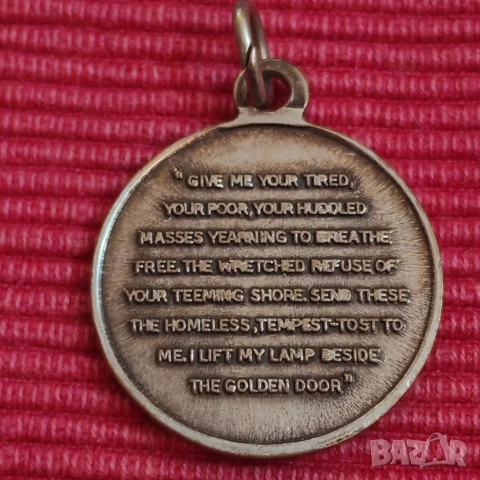 "GIVE ME YOUR TIRED,
YOUR POOR, YOUR HUDDLED
MASSES YEARNING TO BREATHE
FREE. THE WRETCHED REFUSE OF
YOUR TEEMING SHORE. SEND THESE,
THE HOMELESS, TEMPEST-TOST TO
ME. I LIFT MY LAMP BESIDE
THE GOLDEN DOOR"
BAZAR